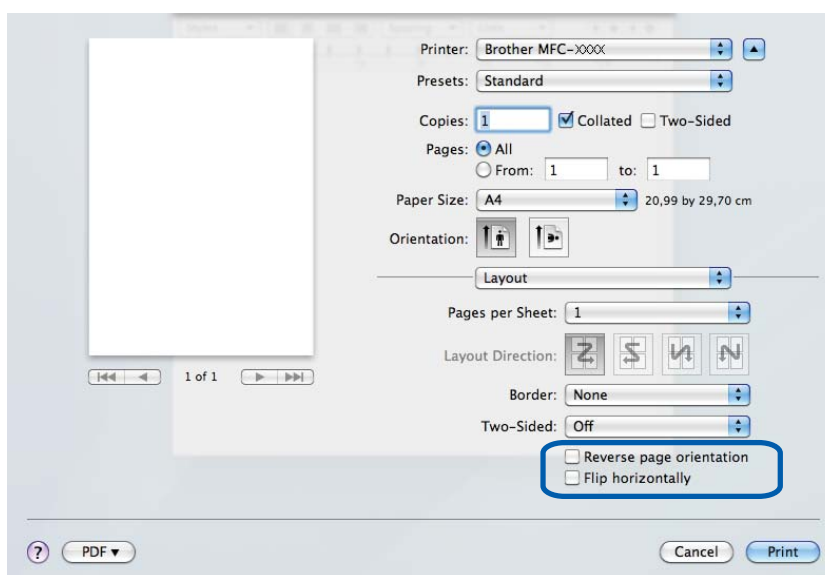 Printer: Brother MFC-XXXX
Presets: Standard
Copies: 1 Collated Two-Sided
Pages: All
From: 1 to: 1
Paper Size: A4 20,99 by 29,70 cm
Orientation:
Layout
Pages per Sheet: 1
Layout Direction:
1 of 1
Border: None
Two-Sided: Off
Reverse page orientation
Flip horizontally
? PDF Cancel Print